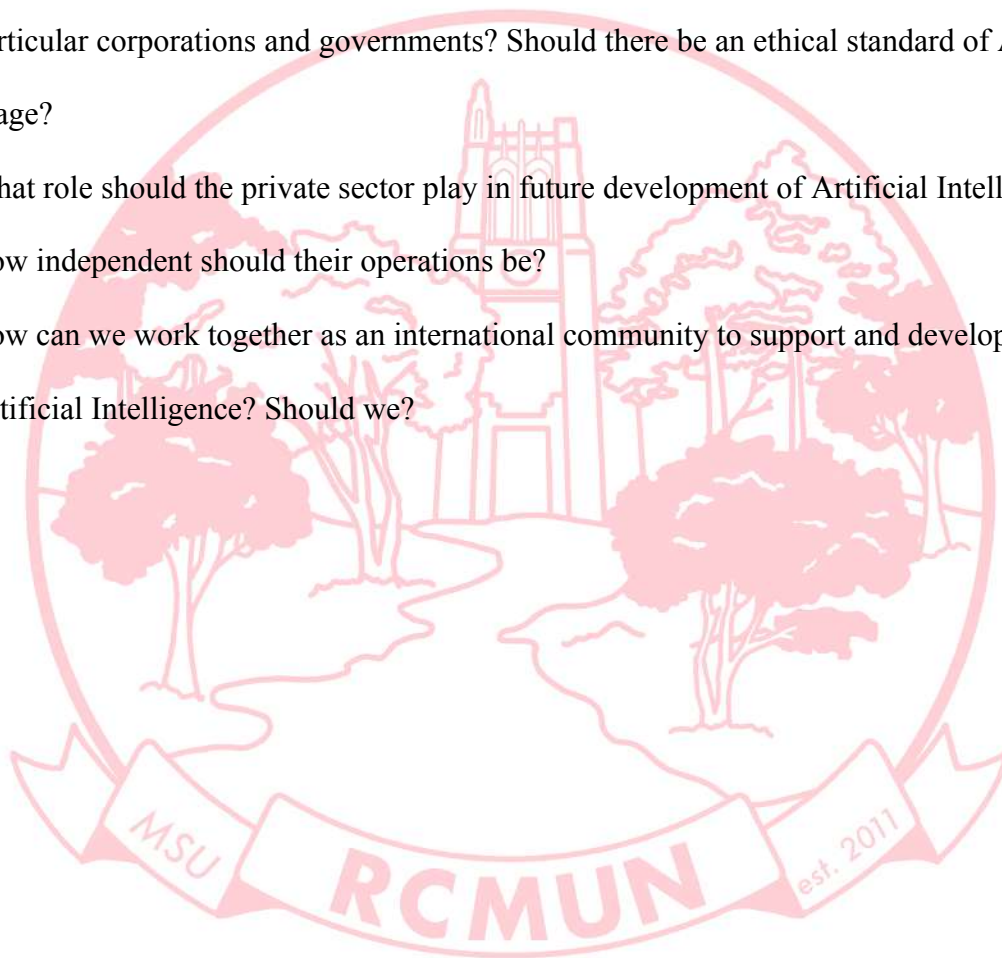 rticular corporations and governments? Should there be an ethical standard of
age?
hat role should the private sector play in future development of Artificial Intell
ow independent should their operations be?
ow can we work together as an international community to support and develop
tificial Intelligence? Should we?
MSU
RCMUN
est. 2011